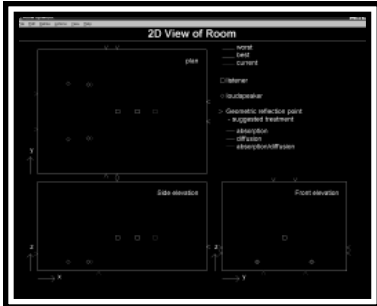 2D View of Room
plan
worst
best
current
listener
loudspeaker
Geometric reflection point
- suggested treatment
absorption
diffusion
absorption/diffusion
Y
Side elevation
Front elevation
z
x
z
y